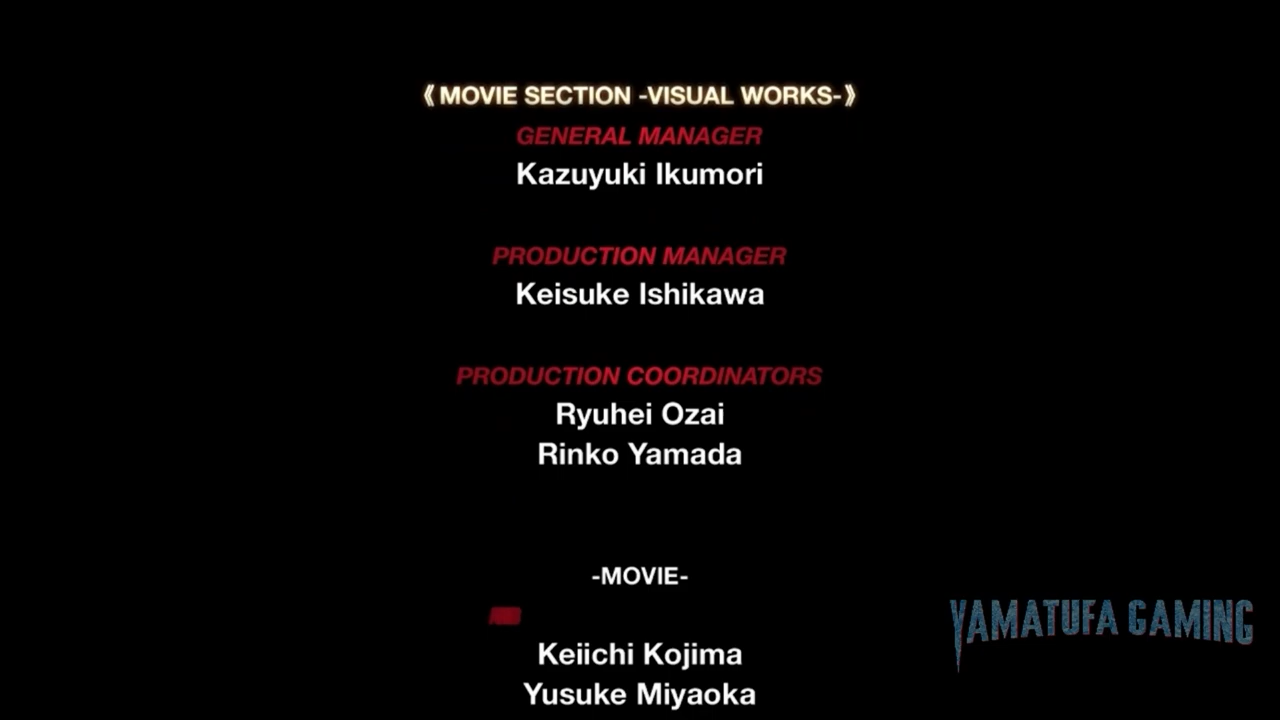 《MOVIE SECTION -VISUAL WORKS-》
GENERAL MANAGER
Kazuyuki Ikumori
PRODUCTION MANAGER
Keisuke Ishikawa
PRODUCTION COORDINATORS
Ryuhei Ozai
Rinko Yamada
-MOVIE-
Keiichi Kojima
Yusuke Miyaoka
YAMATUFA GAMING